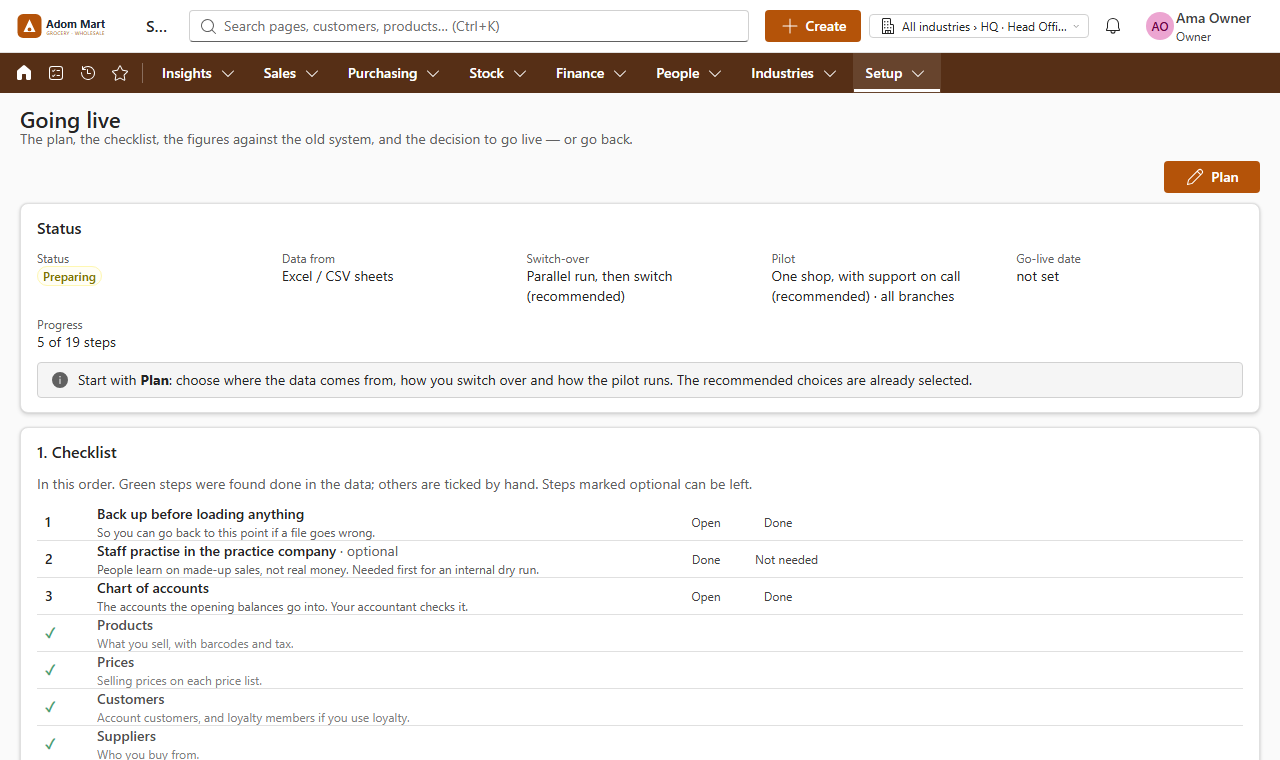 Adom Mart
GROCERY · WHOLESALE
S...
Search pages, customers, products... (Ctrl+K)
Create
All industries › HQ · Head Offi...
AO
Ama Owner
Owner
Insights
Sales
Purchasing
Stock
Finance
People
Industries
Setup
Going live
The plan, the checklist, the figures against the old system, and the decision to go live — or go back.
Plan
Status
Status
Preparing
Data from
Excel / CSV sheets
Switch-over
Parallel run, then switch
(recommended)
Pilot
One shop, with support on call
(recommended) · all branches
Go-live date
not set
Progress
5 of 19 steps
Start with Plan: choose where the data comes from, how you switch over and how the pilot runs. The recommended choices are already selected.
1. Checklist
In this order. Green steps were found done in the data; others are ticked by hand. Steps marked optional can be left.
1
Back up before loading anything
So you can go back to this point if a file goes wrong.
Open
Done
2
Staff practise in the practice company · optional
People learn on made-up sales, not real money. Needed first for an internal dry run.
Done
Not needed
3
Chart of accounts
The accounts the opening balances go into. Your accountant checks it.
Open
Done
Products
What you sell, with barcodes and tax.
Prices
Selling prices on each price list.
Customers
Account customers, and loyalty members if you use loyalty.
Suppliers
Who you buy from.